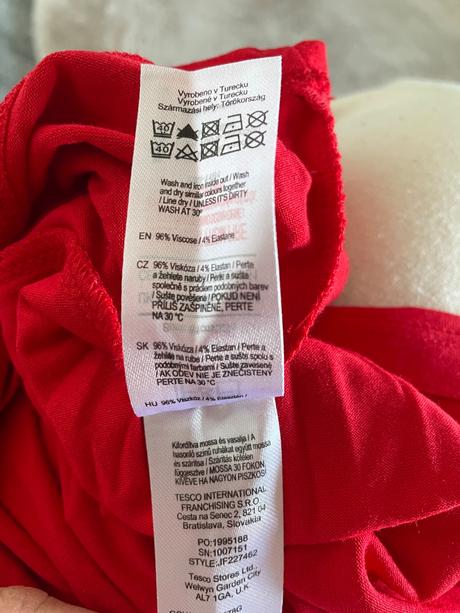 Vyrobeno v Turecku
Vyrobené v Turecku
Származási hely: Törökország
40
40
Wash and iron inside out / Wash
and dry similar colours together
/ Line dry / UNLESS IT'S DIRTY
WASH AT 30°
EN 96% Viscose / 4% Elastane
CZ 96% Viskóza / 4% Elastan / Perte
a žehlete naruby / Perte a sušte
společně s prácem podobných barev
/ Sušte pověšené / POKUD NENÍ
PŘÍLIŠ ZAŠPINĚNÉ, PERTE
NA 30 °C
SK 96% Viskóza / 4% Elastan / Perte a
žehlite na rube / Perte a sušte spolu s
podobnými farbami / Sušte zavesené
/ AK ODEV NIE JE ZNEČISTENÝ
PERTE NA 30 °C
HU 96% Viszkóz / 4% Elasztán /
Kifordítva mossa és vasalja / A
hasonló színű ruhákat együtt mossa
és szárítsa / Szárítás kötélen
függesztve / MOSSA 30 FOKON,
KIVÉVE HA NAGYON PISZKOS!
TESCO INTERNATIONAL
FRANCHISING S.R.O.
Cesta na Senec 2, 821 04
Bratislava, Slovakia
PO:1995188
SN:1007151
STYLE:JF227462
Tesco Stores Ltd.,
Welwyn Garden City
AL7 1GA, U.K.